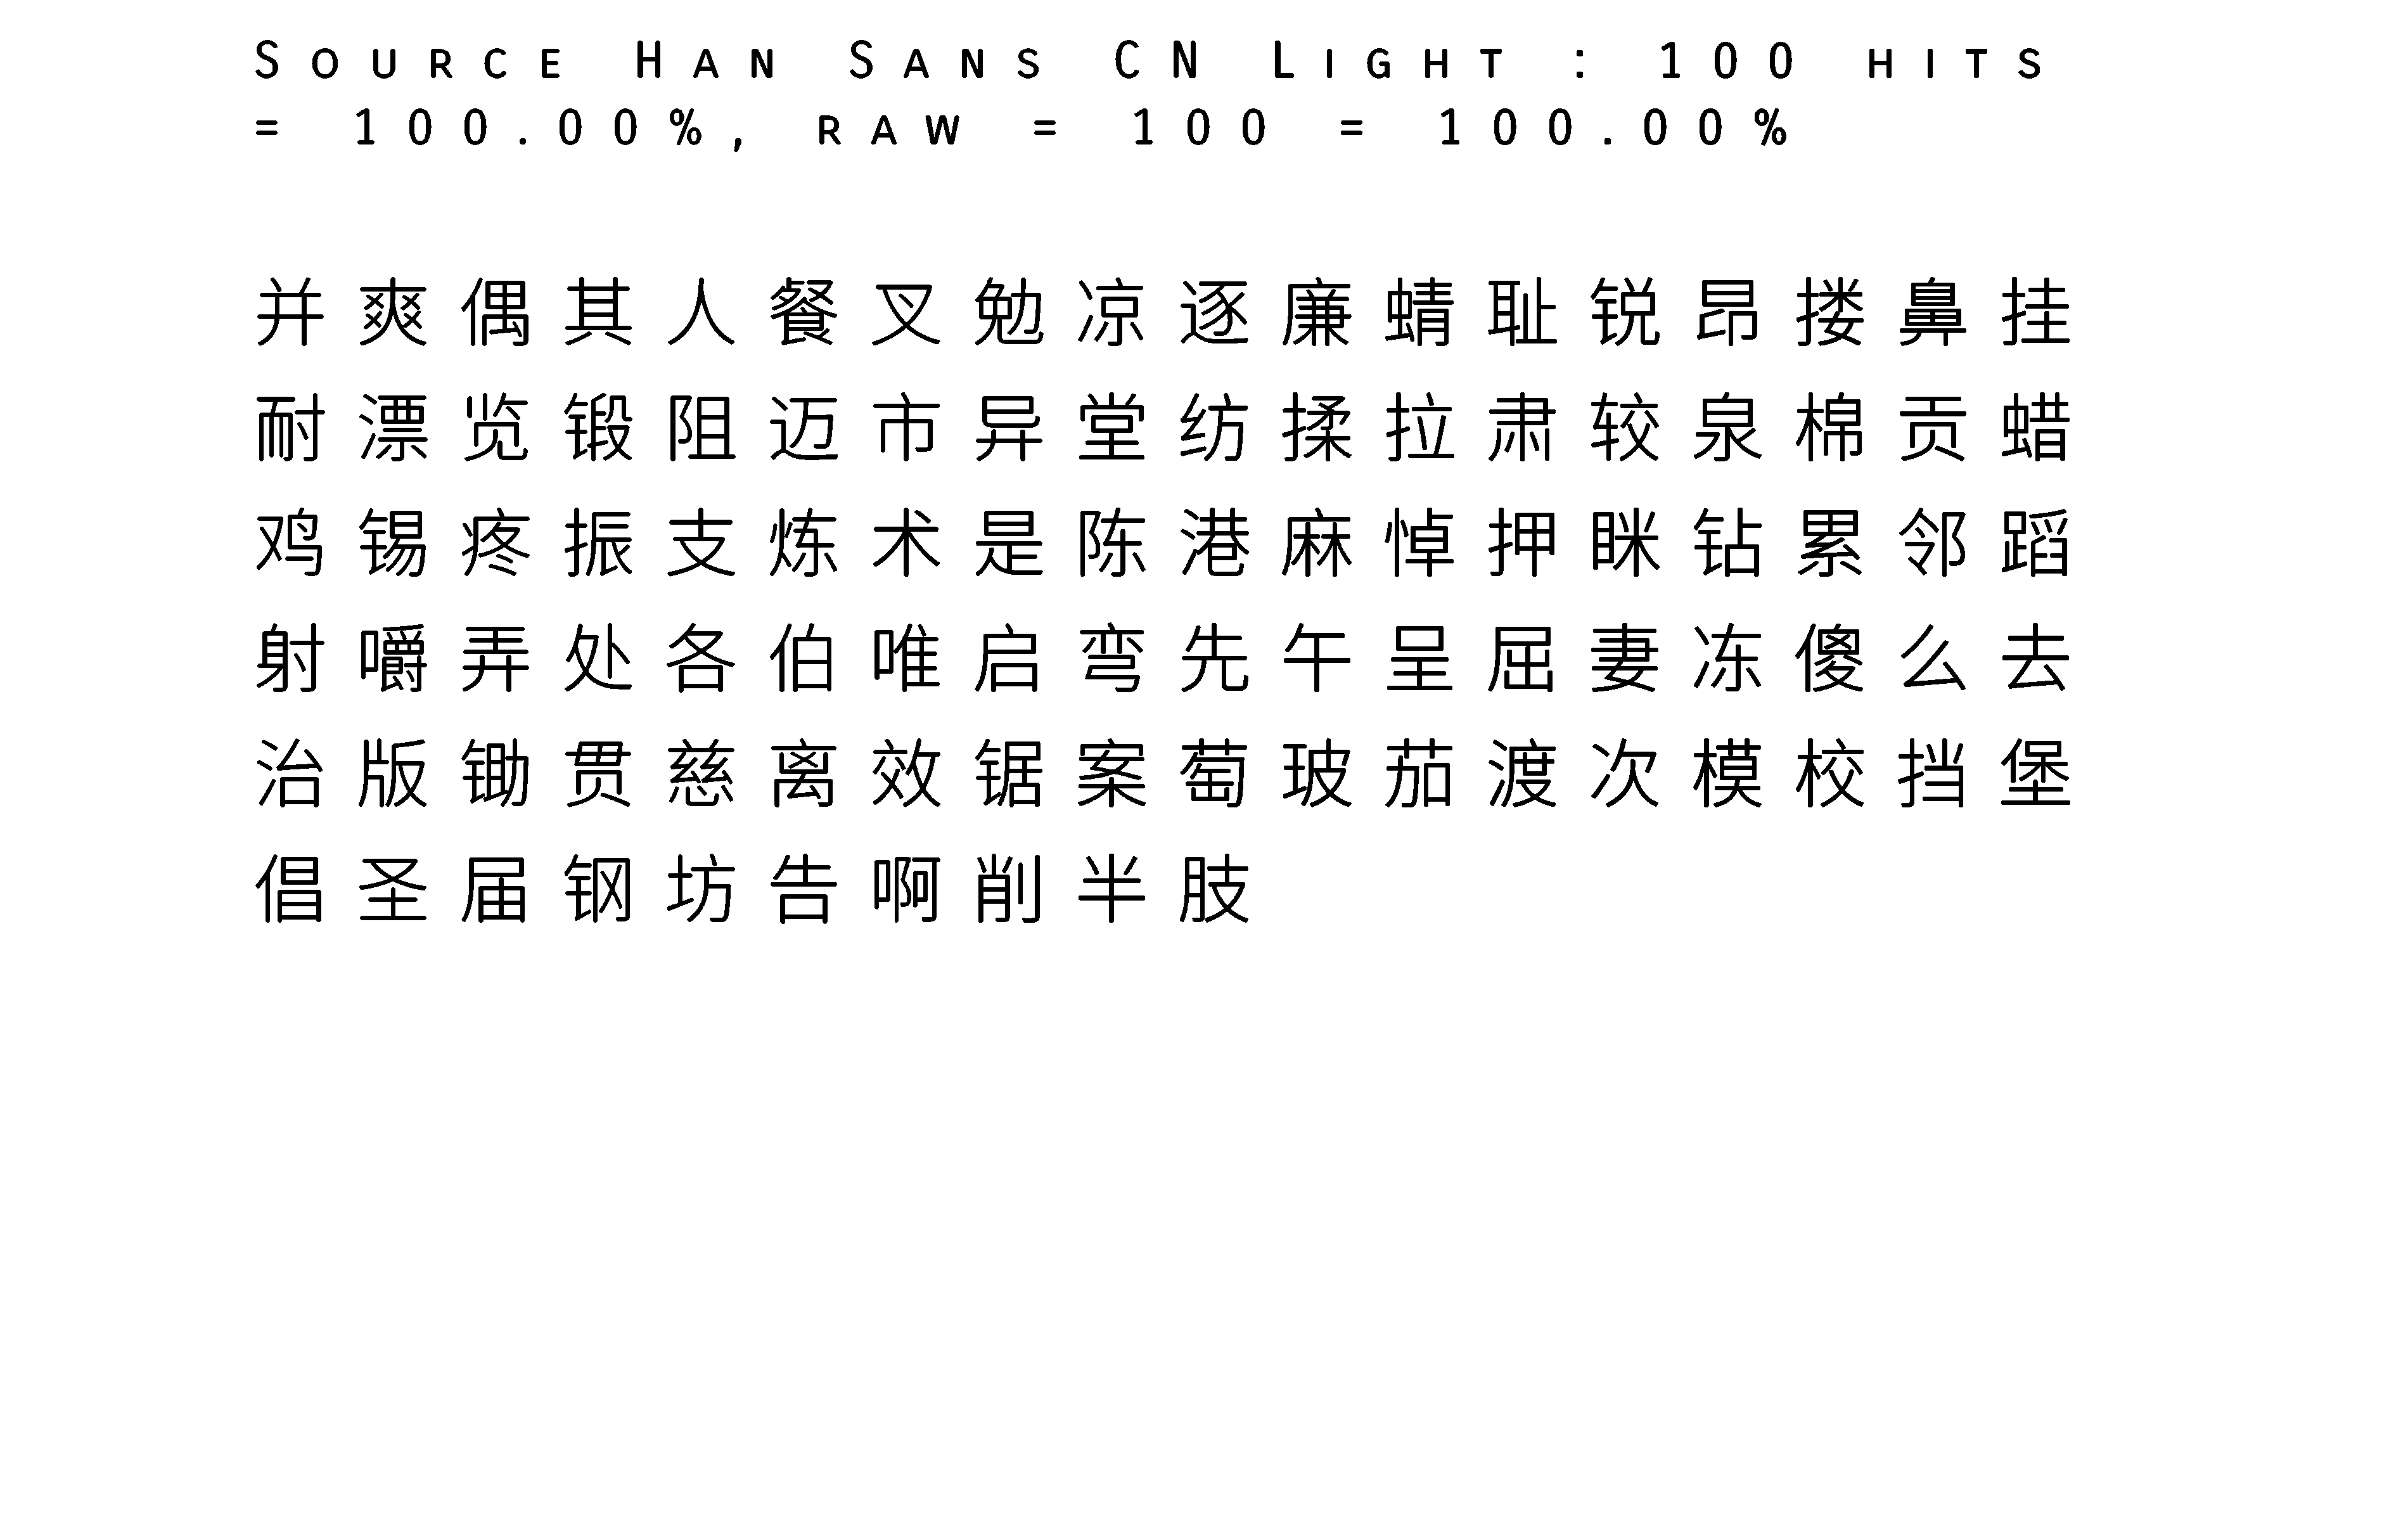 Source Han Sans CN Light : 100 hits
= 100.00%, raw = 100 = 100.00%
并爽偶其人餐叉勉凉逐廉蜻耻锐昂搂鼻挂
耐漂览锻阻迈市异堂纺揉拉肃较泉棉贡蜡
鸡锡疼振支炼术是陈港麻悼押眯钻累邻蹈
射嚼弄处各伯唯启弯先午呈屈妻冻傻么去
治版锄贯慈离效锯案萄玻茄渡次模校挡堡
倡圣届钢坊告啊削半肢